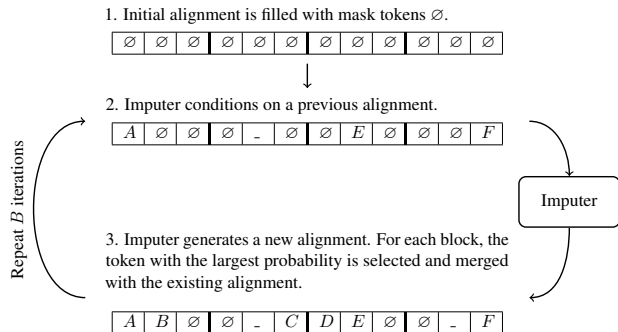 1. Initial alignment is filled with mask tokens ∅.
∅ ∅ ∅ ∅ ∅ ∅ ∅ ∅ ∅ ∅ ∅ ∅
2. Imputer conditions on a previous alignment.
A ∅ ∅ ∅ _ ∅ ∅ E ∅ ∅ ∅ F
Repeat B iterations
Imputer
3. Imputer generates a new alignment. For each block, the
token with the largest probability is selected and merged
with the existing alignment.
A B ∅ ∅ _ C D E ∅ ∅ _ F